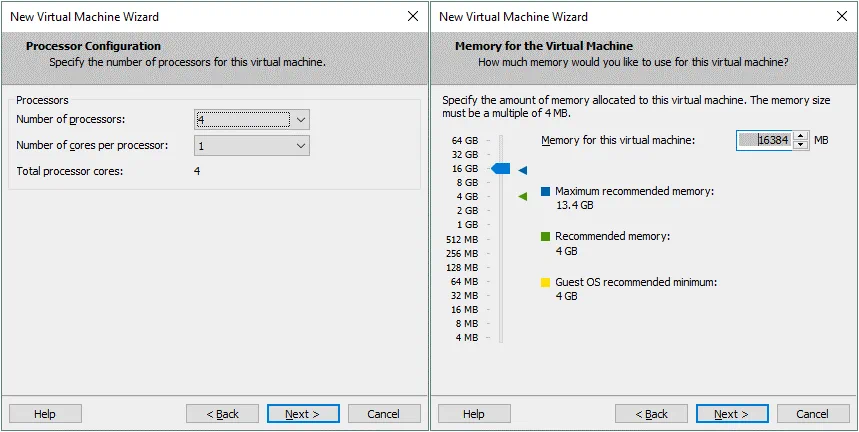 New Virtual Machine Wizard
Processor Configuration
Specify the number of processors for this virtual machine.
Processors
Number of processors: 4
Number of cores per processor: 1
Total processor cores: 4
Help < Back Next > Cancel
New Virtual Machine Wizard
Memory for the Virtual Machine
How much memory would you like to use for this virtual machine?
Specify the amount of memory allocated to this virtual machine. The memory size
must be a multiple of 4 MB.
Memory for this virtual machine: 16384 MB
64 GB
32 GB
16 GB
8 GB
4 GB
2 GB
1 GB
512 MB
256 MB
128 MB
64 MB
32 MB
16 MB
8 MB
4 MB
Maximum recommended memory:
13.4 GB
Recommended memory:
4 GB
Guest OS recommended minimum:
4 GB
Help < Back Next > Cancel